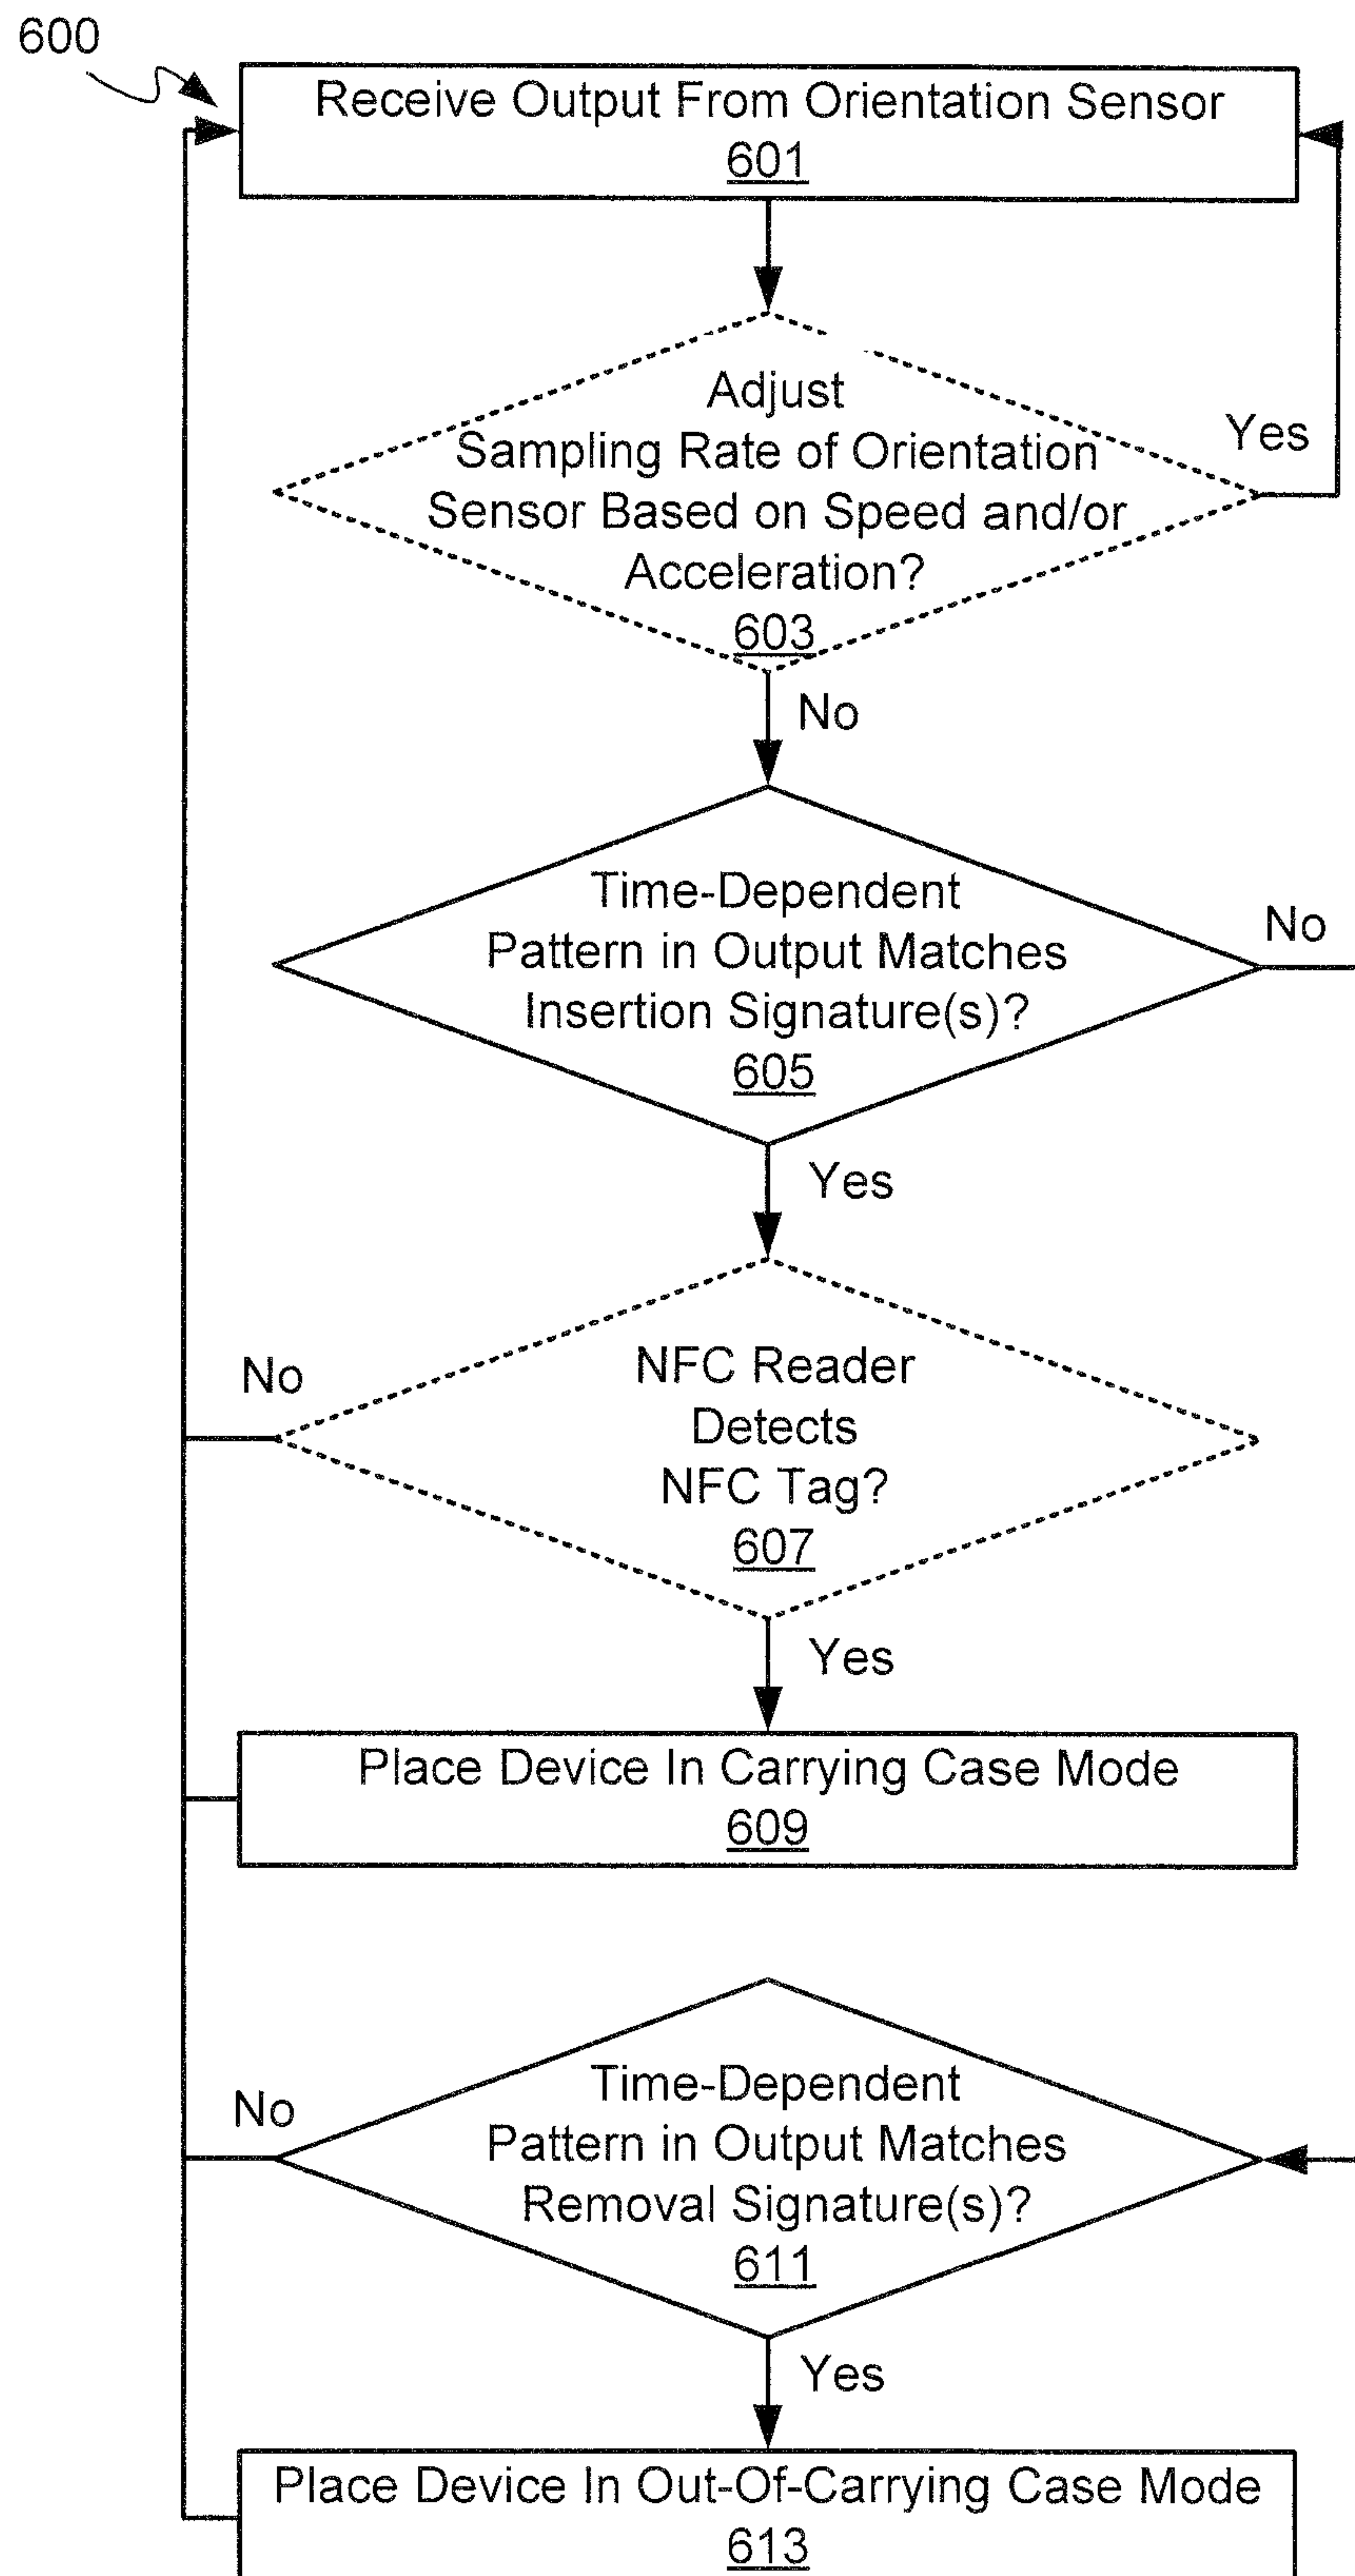 600
Receive Output From Orientation Sensor
601
Adjust
Sampling Rate of Orientation
Sensor Based on Speed and/or
Acceleration?
603
Yes
No
Time-Dependent
Pattern in Output Matches
Insertion Signature(s)?
605
No
Yes
NFC Reader
Detects
NFC Tag?
607
No
Yes
Place Device In Carrying Case Mode
609
Time-Dependent
Pattern in Output Matches
Removal Signature(s)?
611
No
Yes
Place Device In Out-Of-Carrying Case Mode
613